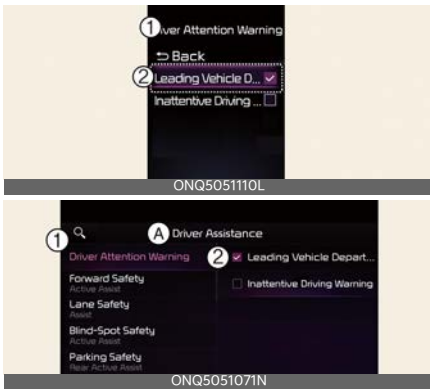 ① Driver Attention Warning
Back
② Leading Vehicle D...
Inattentive Driving ...
ONQ5051110L
Ⓐ Driver Assistance
① Driver Attention Warning
② Leading Vehicle Depart...
Forward Safety
Active Assist
Inattentive Driving Warning
Lane Safety
Assist
Blind-Spot Safety
Active Assist
Parking Safety
Rear Active Assist
ONQ5051071N